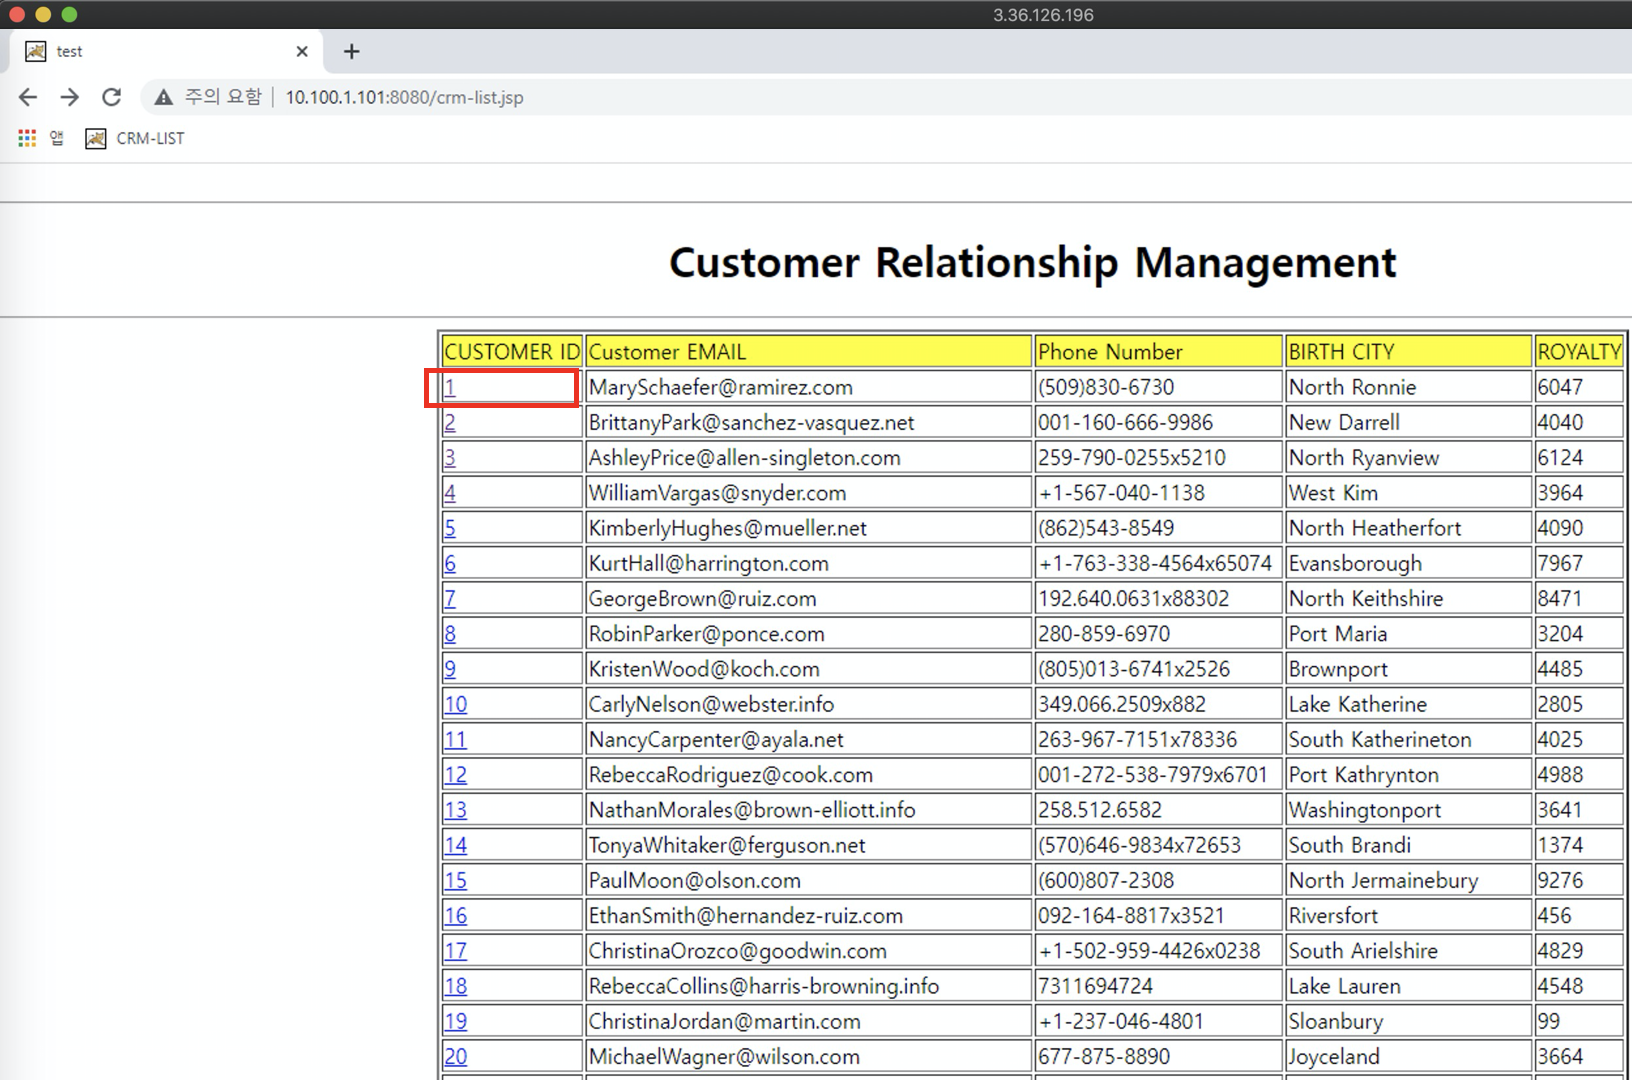 3.36.126.196
test
주의 요함 10.100.1.101:8080/crm-list.jsp
앱 CRM-LIST
Customer Relationship Management
CUSTOMER ID Customer EMAIL Phone Number BIRTH CITY ROYALTY
1 MarySchaefer@ramirez.com (509)830-6730 North Ronnie 6047
2 BrittanyPark@sanchez-vasquez.net 001-160-666-9986 New Darrell 4040
3 AshleyPrice@allen-singleton.com 259-790-0255x5210 North Ryanview 6124
4 WilliamVargas@snyder.com +1-567-040-1138 West Kim 3964
5 KimberlyHughes@mueller.net (862)543-8549 North Heatherfort 4090
6 KurtHall@harrington.com +1-763-338-4564x65074 Evansborough 7967
7 GeorgeBrown@ruiz.com 192.640.0631x88302 North Keithshire 8471
8 RobinParker@ponce.com 280-859-6970 Port Maria 3204
9 KristenWood@koch.com (805)013-6741x2526 Brownport 4485
10 CarlyNelson@webster.info 349.066.2509x882 Lake Katherine 2805
11 NancyCarpenter@ayala.net 263-967-7151x78336 South Katherineton 4025
12 RebeccaRodriguez@cook.com 001-272-538-7979x6701 Port Kathrynton 4988
13 NathanMorales@brown-elliott.info 258.512.6582 Washingtonport 3641
14 TonyaWhitaker@ferguson.net (570)646-9834x72653 South Brandi 1374
15 PaulMoon@olson.com (600)807-2308 North Jermainebury 9276
16 EthanSmith@hernandez-ruiz.com 092-164-8817x3521 Riversfort 456
17 ChristinaOrozco@goodwin.com +1-502-959-4426x0238 South Arielshire 4829
18 RebeccaCollins@harris-browning.info 7311694724 Lake Lauren 4548
19 ChristinaJordan@martin.com +1-237-046-4801 Sloanbury 99
20 MichaelWagner@wilson.com 677-875-8890 Joyceland 3664